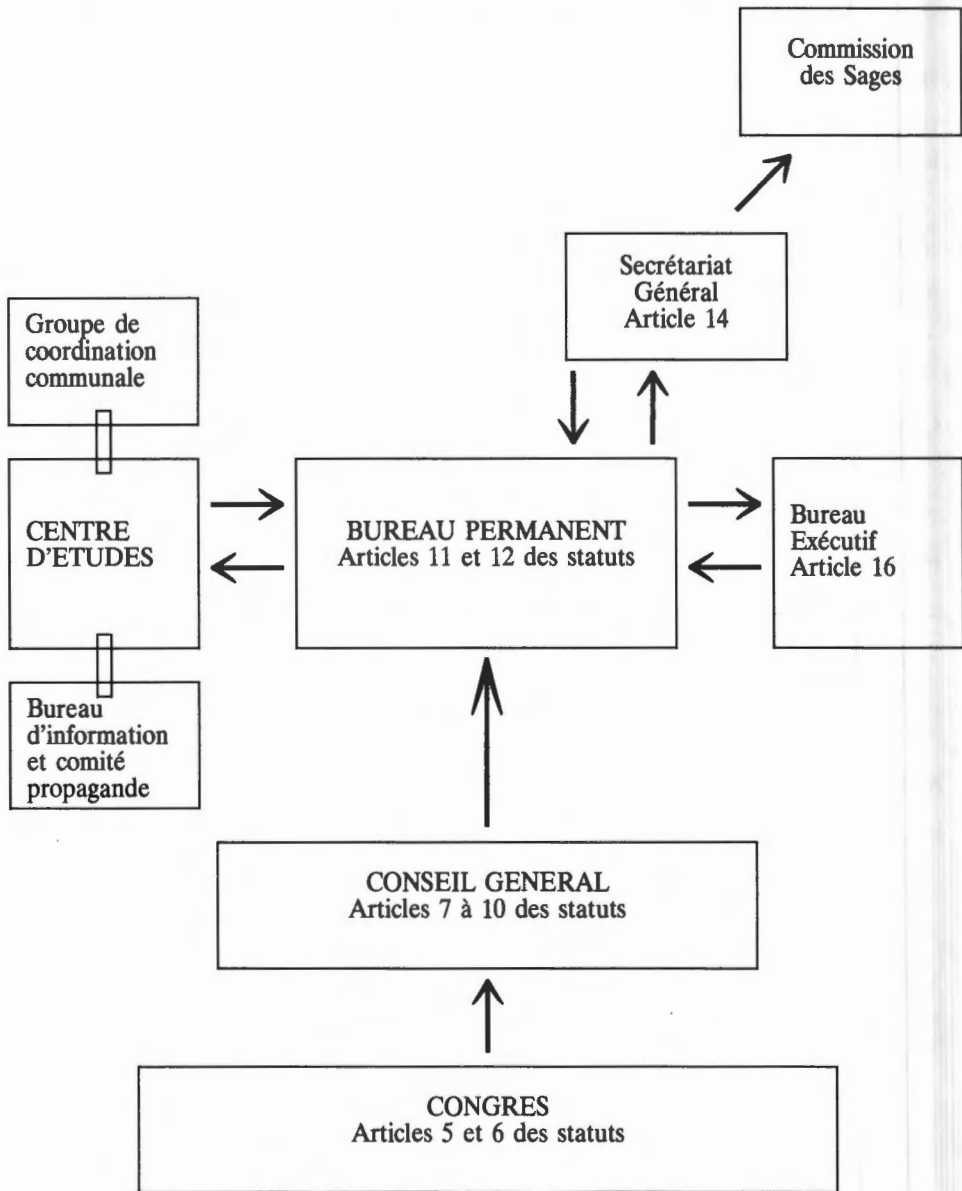 Commission
des Sages
Secrétariat
Général
Article 14
Groupe de
coordination
communale
CENTRE
D'ETUDES
BUREAU PERMANENT
Articles 11 et 12 des statuts
Bureau
Exécutif
Article 16
Bureau
d'information
et comité
propagande
CONSEIL GENERAL
Articles 7 à 10 des statuts
CONGRES
Articles 5 et 6 des statuts